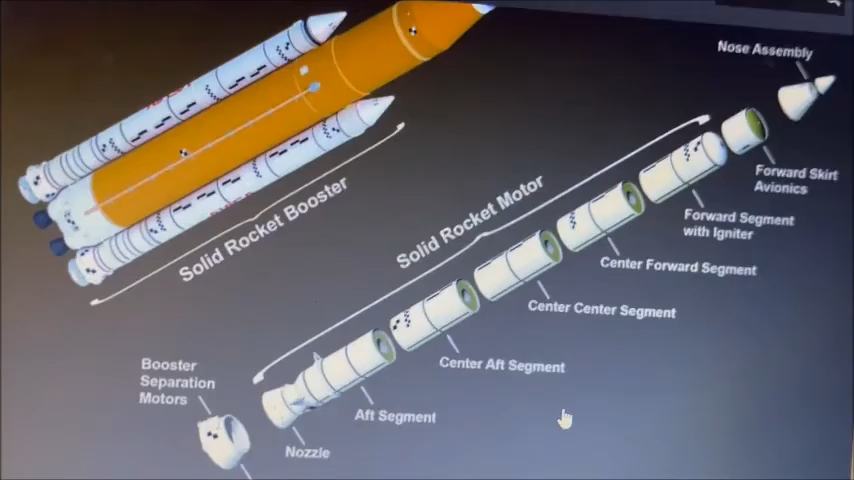 Nose Assembly
Forward Skirt
Avionics
Solid Rocket Booster
Solid Rocket Motor
Forward Segment
with Igniter
Center Forward Segment
Center Center Segment
Booster
Separation
Motors
Center Aft Segment
Aft Segment
Nozzle